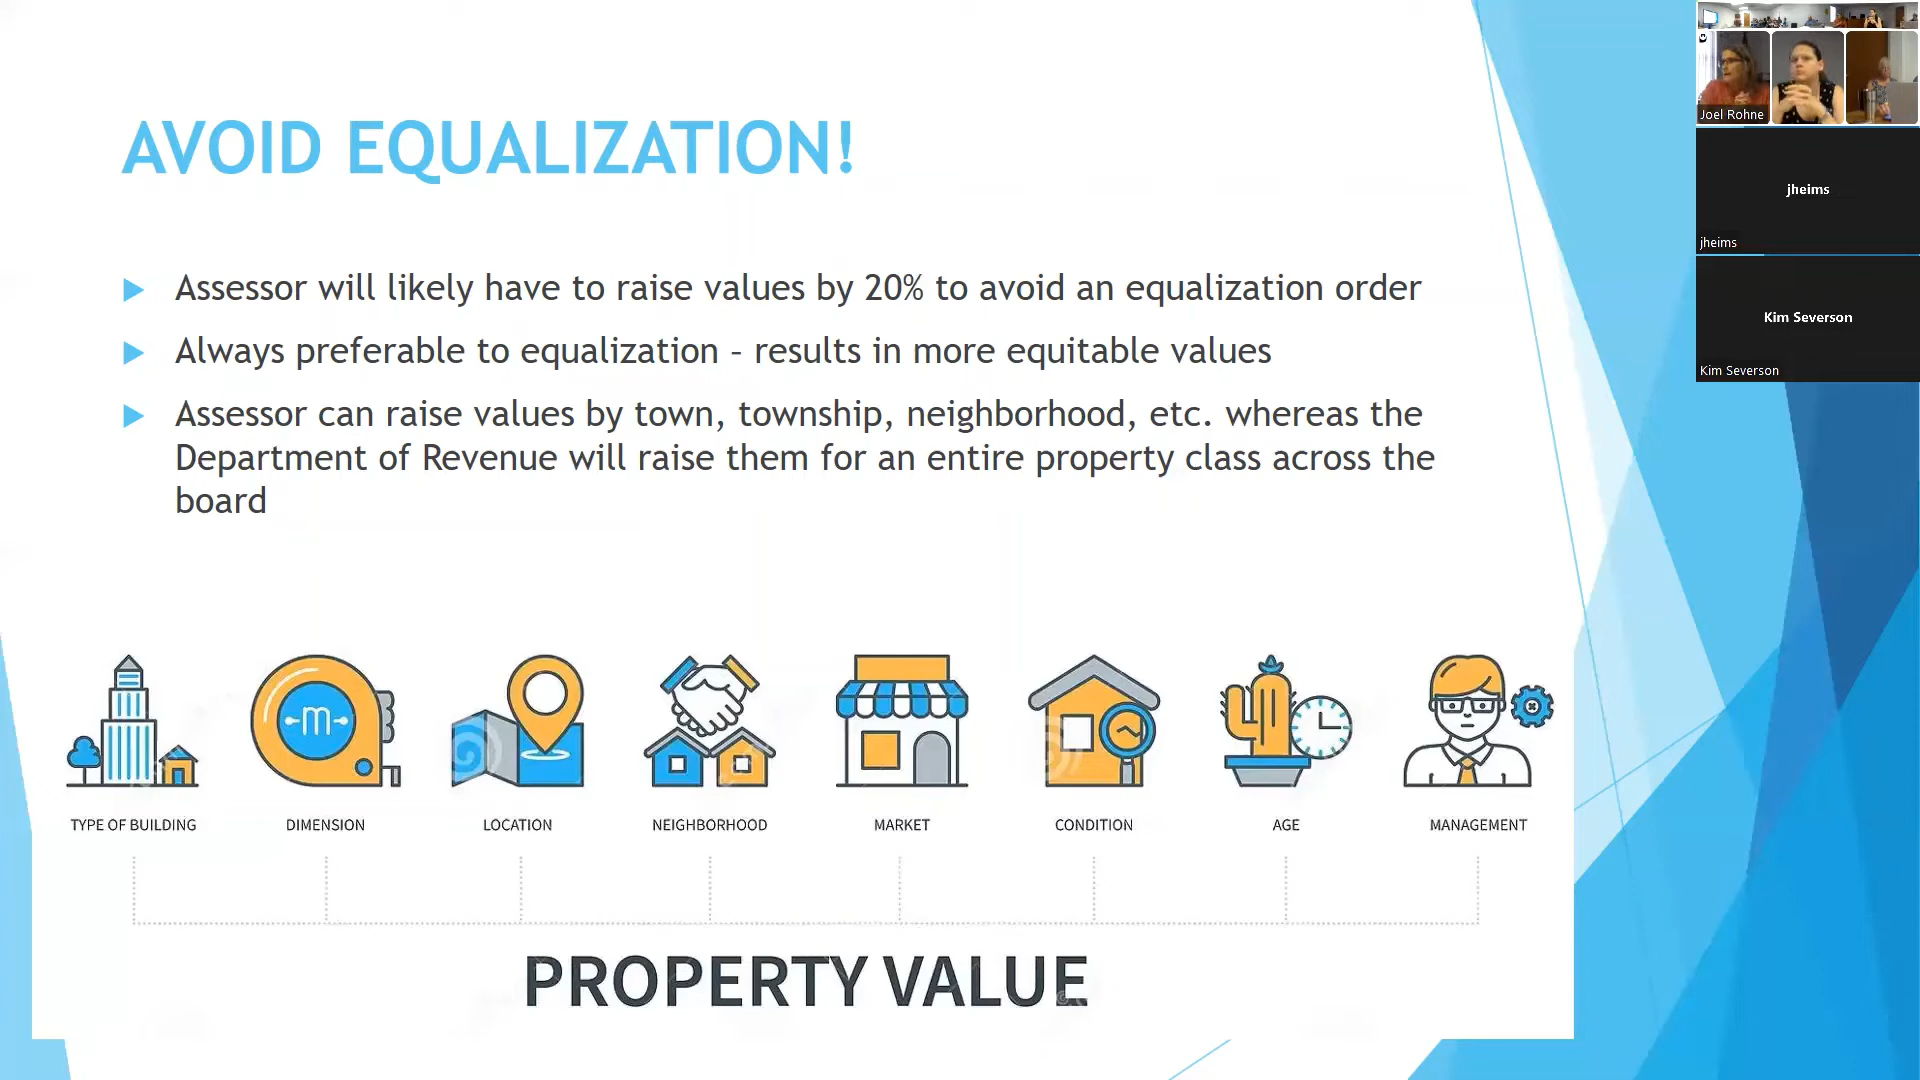 AVOID EQUALIZATION!
Assessor will likely have to raise values by 20% to avoid an equalization order
Always preferable to equalization – results in more equitable values
Assessor can raise values by town, township, neighborhood, etc. whereas the
Department of Revenue will raise them for an entire property class across the
board
m
TYPE OF BUILDING
DIMENSION
LOCATION
NEIGHBORHOOD
MARKET
CONDITION
AGE
MANAGEMENT
PROPERTY VALUE
Joel Rohne
jheims
jheims
Kim Severson
Kim Severson